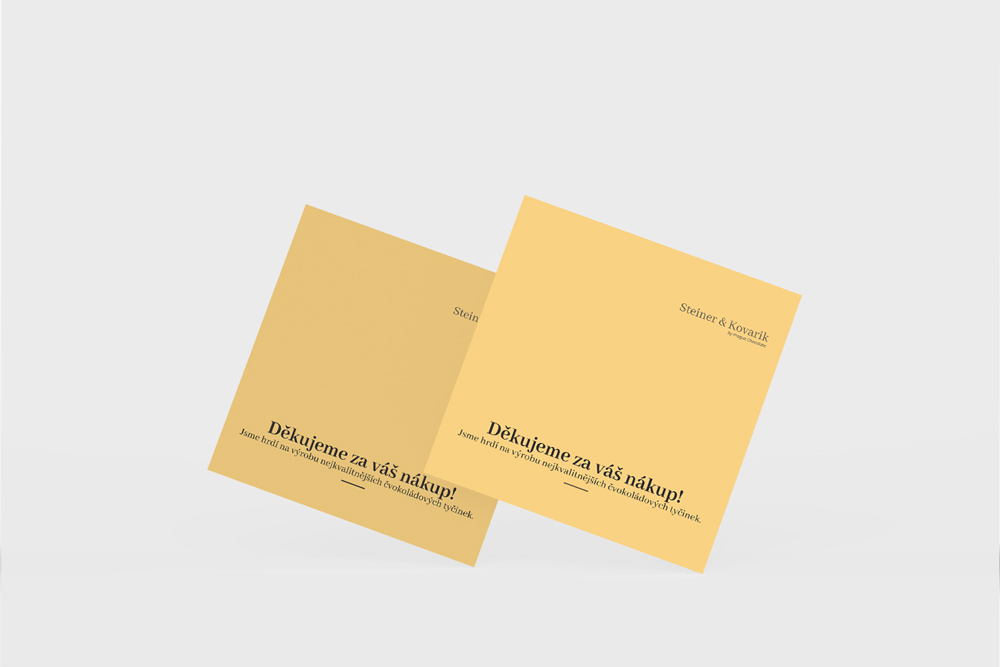 Stein
Děkujeme za váš nákup!
Jsme hrdí na výrobu nejkvalitnějších čvokoládových tyčinek.
Steiner & Kovarik
by Prague Chocolate
Děkujeme za váš nákup!
Jsme hrdí na výrobu nejkvalitnějších čvokoládových tyčinek.